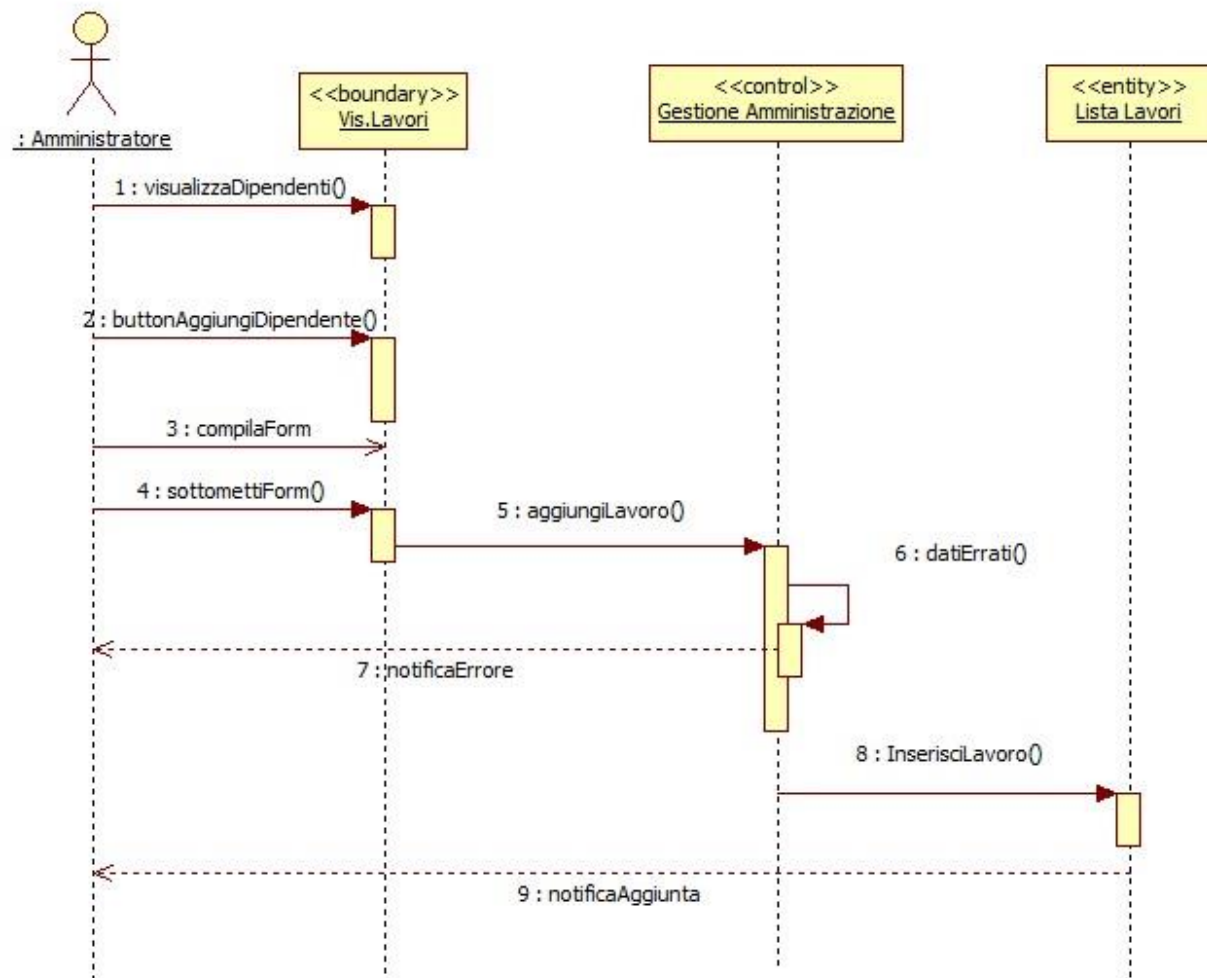 : Amministratore
<<boundary>>
Vis.Lavori
<<control>>
Gestione Amministrazione
<<entity>>
Lista Lavori
1 : visualizzaDipendenti()
2 : buttonAggiungiDipendente()
3 : compilaForm
4 : sottomettiForm()
5 : aggiungiLavoro()
6 : datiErrati()
7 : notificaErrore
8 : InserisciLavoro()
9 : notificaAggiunta